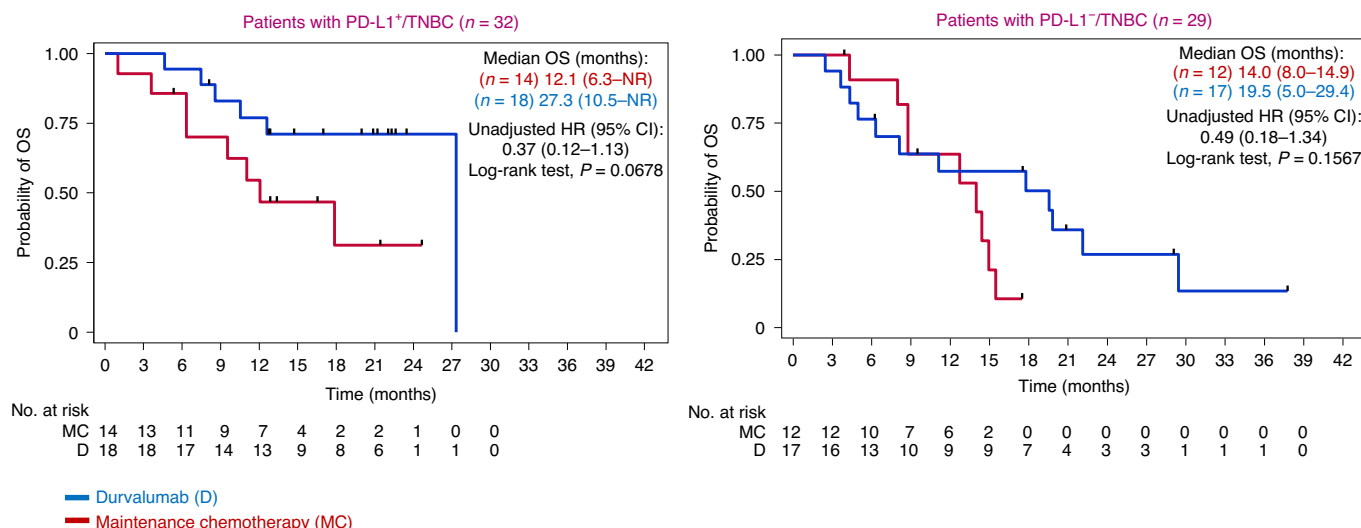 Patients with PD-L1⁺/TNBC (n = 32)
Median OS (months):
(n = 14) 12.1 (6.3–NR)
(n = 18) 27.3 (10.5–NR)
Unadjusted HR (95% CI):
0.37 (0.12–1.13)
Log-rank test, P = 0.0678
Probability of OS
1.00
0.75
0.50
0.25
0
0 3 6 9 12 15 18 21 24 27 30 33 36 39 42
Time (months)
No. at risk
MC 14 13 11 9 7 4 2 2 1 0 0
D 18 18 17 14 13 9 8 6 1 1 0
Patients with PD-L1⁻/TNBC (n = 29)
Median OS (months):
(n = 12) 14.0 (8.0–14.9)
(n = 17) 19.5 (5.0–29.4)
Unadjusted HR (95% CI):
0.49 (0.18–1.34)
Log-rank test, P = 0.1567
Probability of OS
1.00
0.75
0.50
0.25
0
0 3 6 9 12 15 18 21 24 27 30 33 36 39 42
Time (months)
No. at risk
MC 12 12 10 7 6 2 0 0 0 0 0 0 0 0
D 17 16 13 10 9 9 7 4 3 3 1 1 1 0
Durvalumab (D)
Maintenance chemotherapy (MC)